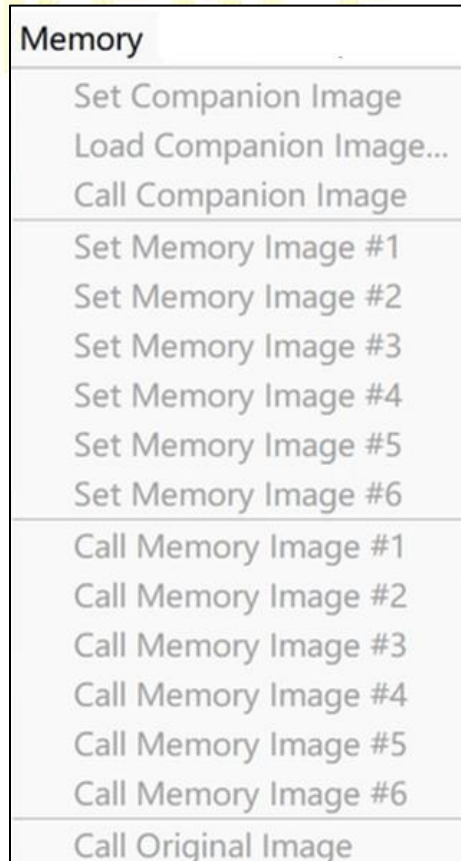 Memory
Set Companion Image
Load Companion Image...
Call Companion Image
Set Memory Image #1
Set Memory Image #2
Set Memory Image #3
Set Memory Image #4
Set Memory Image #5
Set Memory Image #6
Call Memory Image #1
Call Memory Image #2
Call Memory Image #3
Call Memory Image #4
Call Memory Image #5
Call Memory Image #6
Call Original Image